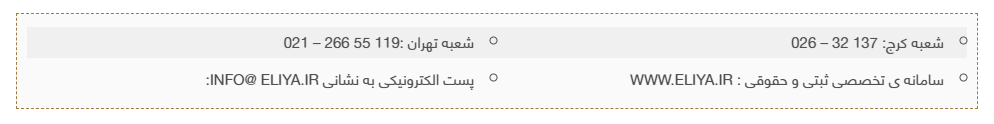 شعبه کرج: 137 32 – 026
شعبه تهران :119 55 266 – 021
سامانه ی تخصصی ثبتی و حقوقی : WWW.ELIYA.IR
پست الکترونیکی به نشانی INFO@ ELIYA.IR: